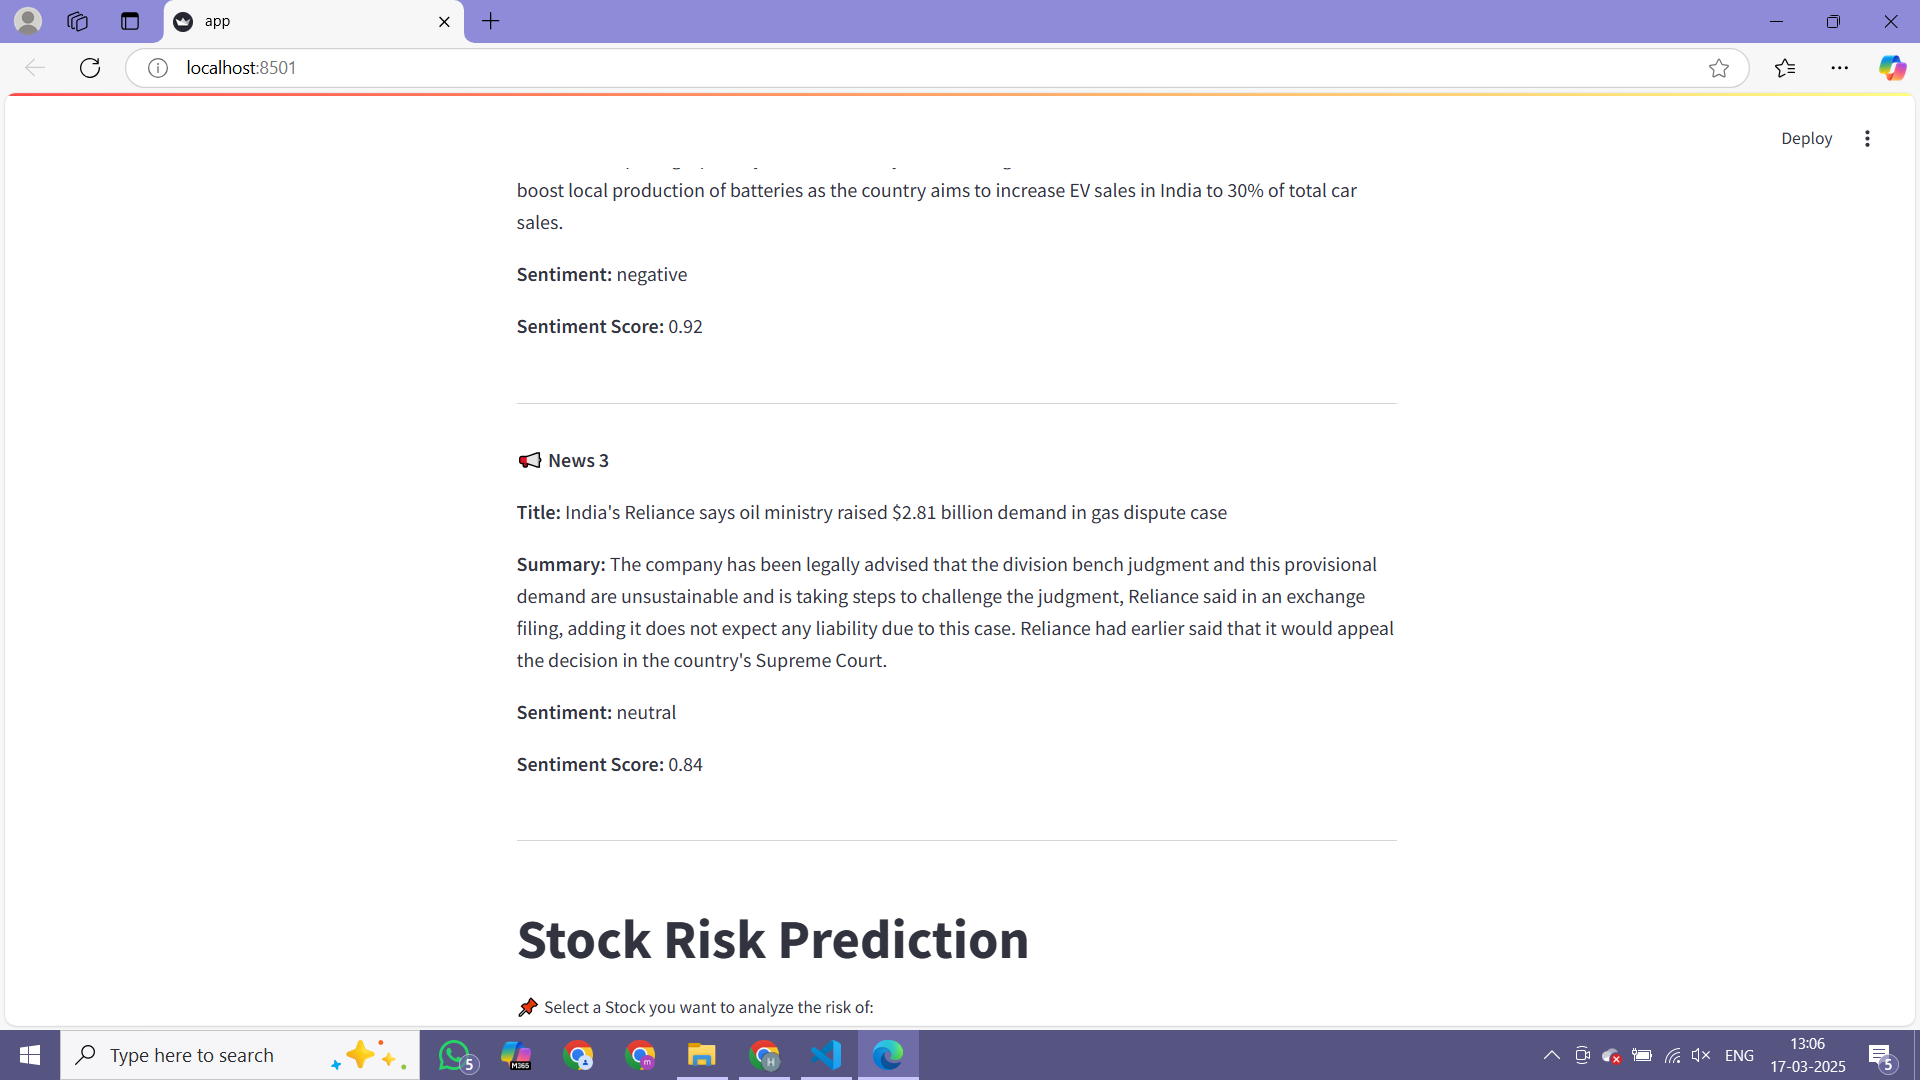 app
localhost:8501
Deploy
boost local production of batteries as the country aims to increase EV sales in India to 30% of total car
sales.
Sentiment: negative
Sentiment Score: 0.92
News 3
Title: India's Reliance says oil ministry raised $2.81 billion demand in gas dispute case
Summary: The company has been legally advised that the division bench judgment and this provisional
demand are unsustainable and is taking steps to challenge the judgment, Reliance said in an exchange
filing, adding it does not expect any liability due to this case. Reliance had earlier said that it would appeal
the decision in the country's Supreme Court.
Sentiment: neutral
Sentiment Score: 0.84
Stock Risk Prediction
Select a Stock you want to analyze the risk of:
Type here to search
5
M365
m
H
ENG
13:06
17-03-2025
5